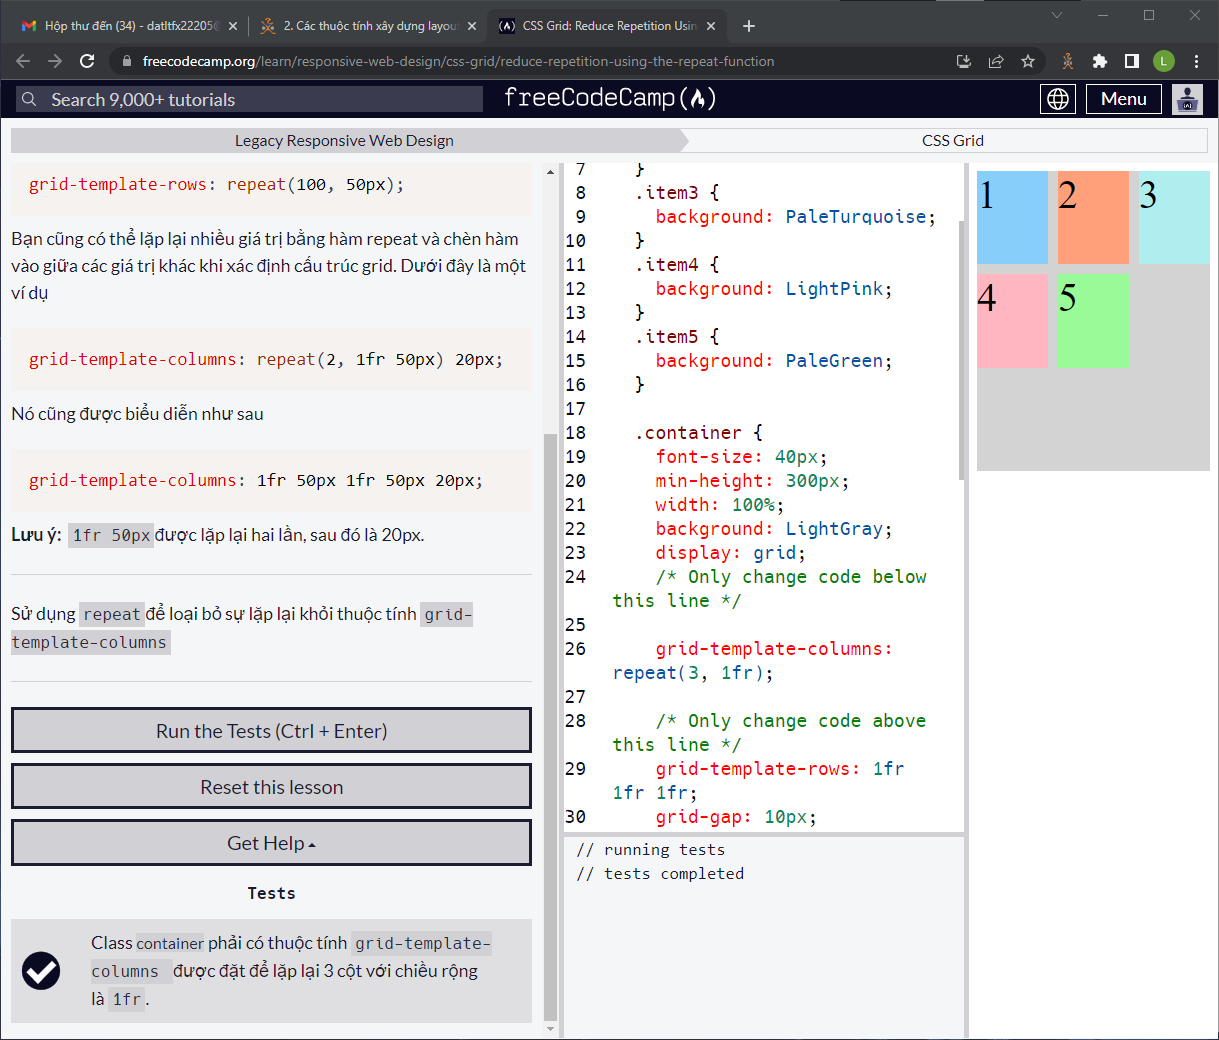 Hộp thư đến (34) - datltfx22205@
2. Các thuộc tính xây dựng layout
CSS Grid: Reduce Repetition Usin
freecodecamp.org/learn/responsive-web-design/css-grid/reduce-repetition-using-the-repeat-function
L
Search 9,000+ tutorials
freeCodeCamp(🔥)
Menu
Legacy Responsive Web Design
CSS Grid
grid-template-rows: repeat(100, 50px);
Bạn cũng có thể lặp lại nhiều giá trị bằng hàm repeat và chèn hàm
vào giữa các giá trị khác khi xác định cấu trúc grid. Dưới đây là một
ví dụ
grid-template-columns: repeat(2, 1fr 50px) 20px;
Nó cũng được biểu diễn như sau
grid-template-columns: 1fr 50px 1fr 50px 20px;
Lưu ý: 1fr 50px được lặp lại hai lần, sau đó là 20px.
Sử dụng repeat để loại bỏ sự lặp lại khỏi thuộc tính grid-
template-columns
Run the Tests (Ctrl + Enter)
Reset this lesson
Get Help
Tests
Class container phải có thuộc tính grid-template-
columns được đặt để lặp lại 3 cột với chiều rộng
là 1fr.
7 }
8 .item3 {
9 background: PaleTurquoise;
10 }
11 .item4 {
12 background: LightPink;
13 }
14 .item5 {
15 background: PaleGreen;
16 }
17
18 .container {
19 font-size: 40px;
20 min-height: 300px;
21 width: 100%;
22 background: LightGray;
23 display: grid;
24 /* Only change code below
this line */
25
26 grid-template-columns:
repeat(3, 1fr);
27
28 /* Only change code above
this line */
29 grid-template-rows: 1fr
1fr 1fr;
30 grid-gap: 10px;
// running tests
// tests completed
1 2 3
4 5